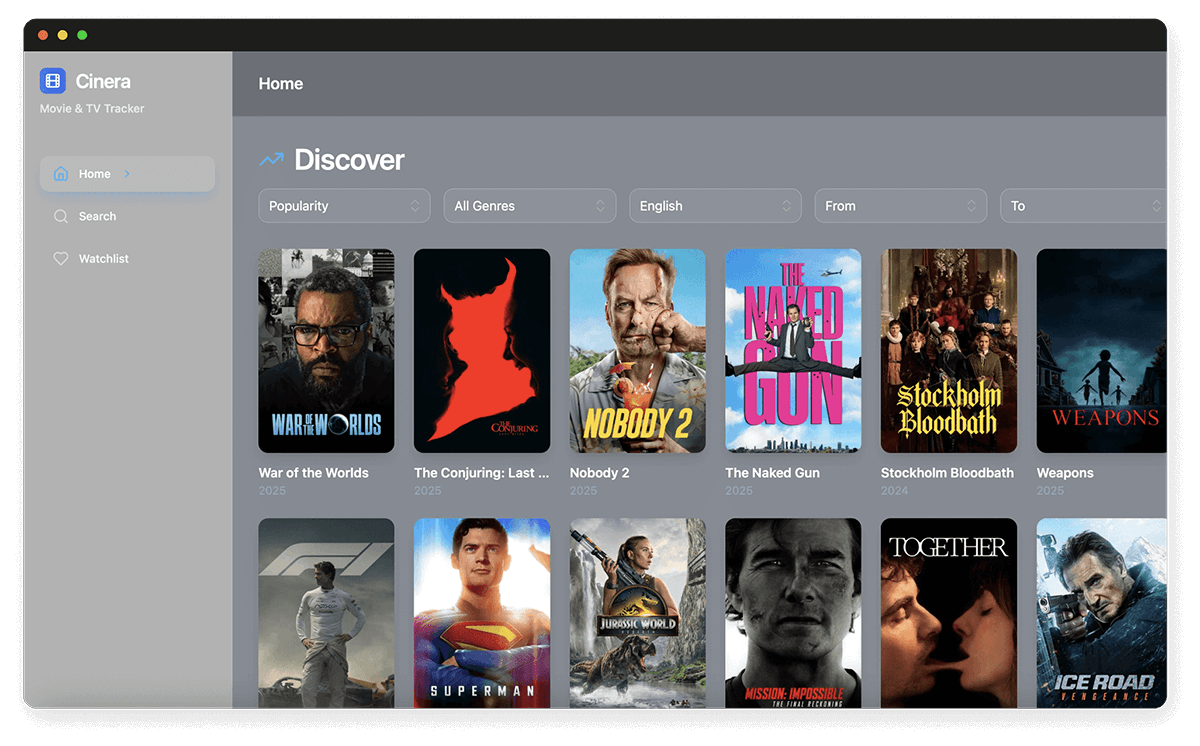 Cinera
Movie & TV Tracker
Home
Search
Watchlist
Home
Discover
Popularity
All Genres
English
From
To
WAR OF THE WORLDS
THE CONJURING
NOBODY 2
THE NAKED GUN
Stockholm Bloodbath
WEAPONS
War of the Worlds
The Conjuring: Last ...
Nobody 2
The Naked Gun
Stockholm Bloodbath
Weapons
2025
2025
2025
2025
2024
2025
F1
SUPERMAN
JURASSIC WORLD
REBIRTH
MISSION: IMPOSSIBLE
THE FINAL RECKONING
TOGETHER
ICE ROAD
VENGEANCE